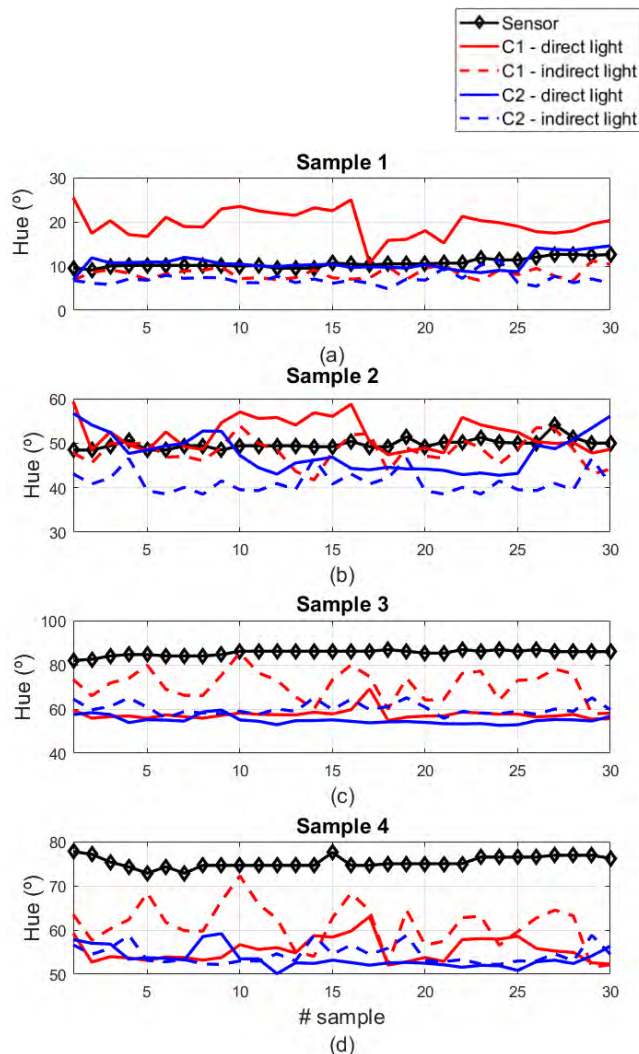 Sensor
C1 - direct light
C1 - indirect light
C2 - direct light
C2 - indirect light
Sample 1
30
20
10
0
Hue (º)
5 10 15 20 25 30
(a)
Sample 2
60
50
40
30
Hue (º)
5 10 15 20 25 30
(b)
Sample 3
100
80
60
40
Hue (º)
5 10 15 20 25 30
(c)
Sample 4
80
70
60
50
Hue (º)
5 10 15 20 25 30
# sample
(d)